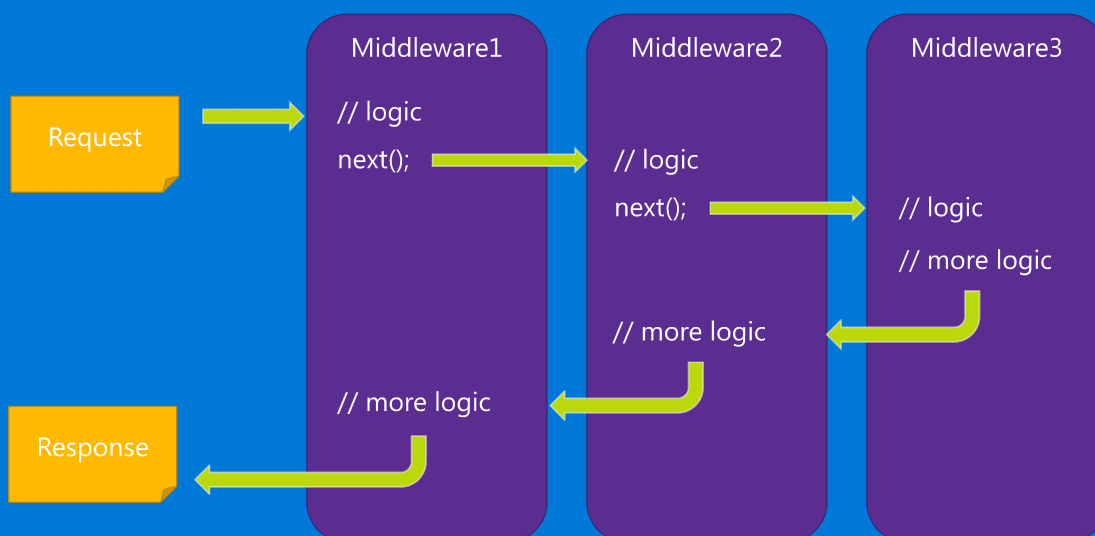 Middleware1
Middleware2
Middleware3
Request
// logic
next();
// logic
next();
// logic
// more logic
// more logic
// more logic
Response